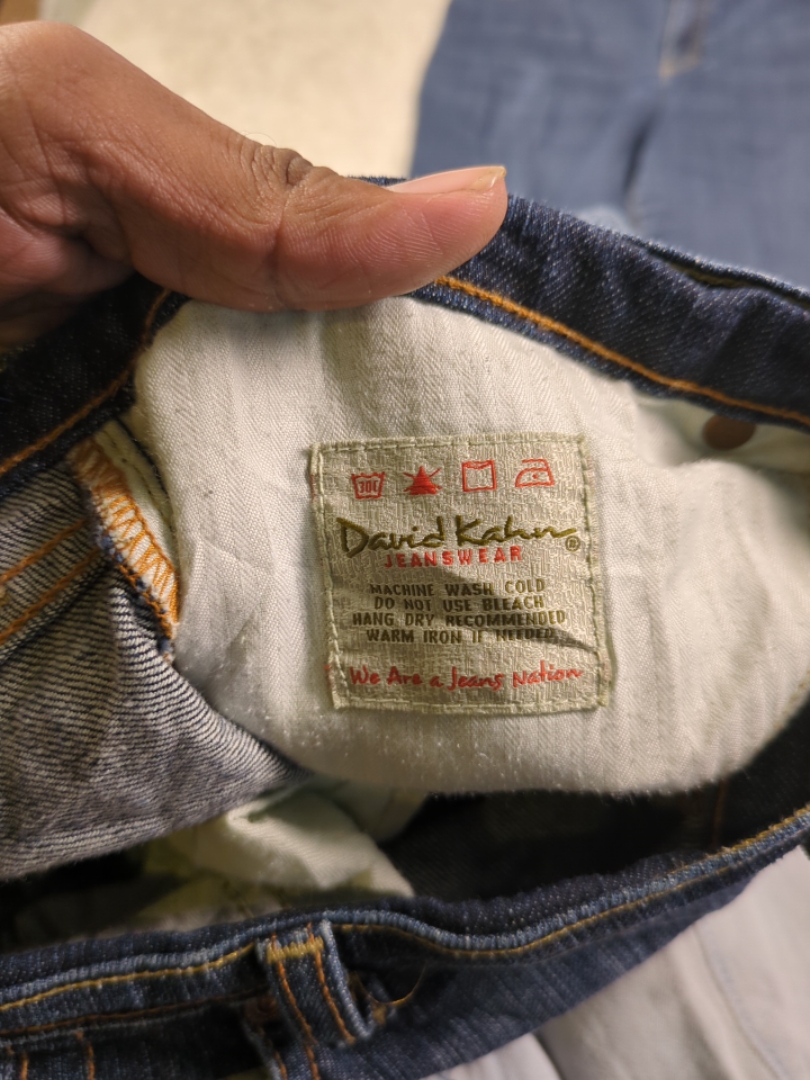 30C
David Kahn®
JEANSWEAR
MACHINE WASH COLD
DO NOT USE BLEACH
HANG DRY RECOMMENDED
WARM IRON IF NEEDED
We Are a Jeans Nation